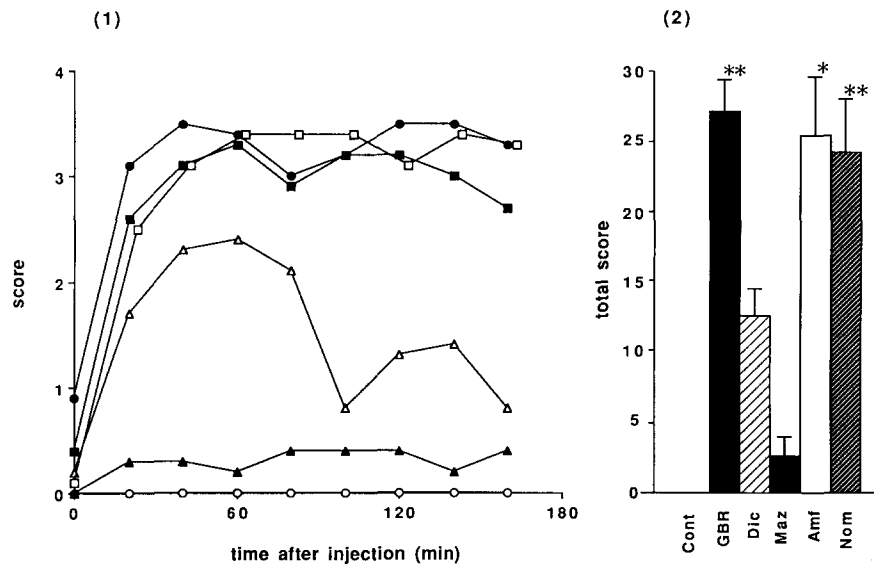 (1)
(2)
4
3
2
1
0
score
0
60
120
180
time after injection (min)
30
25
20
15
10
5
0
total score
**
*
**
Cont
GBR
Dic
Maz
Amf
Nom